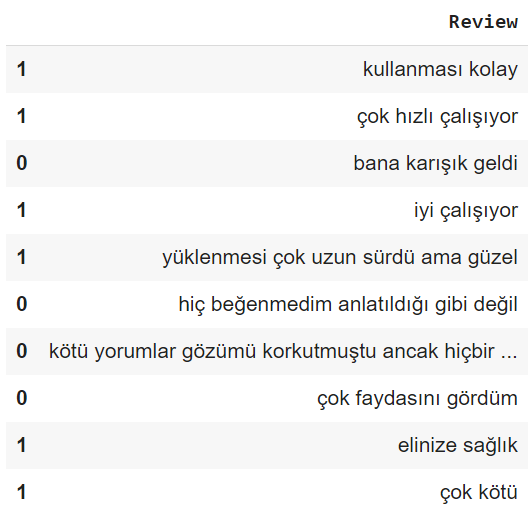 Review
1 kullanması kolay
1 çok hızlı çalışıyor
0 bana karışık geldi
1 iyi çalışıyor
1 yüklenmesi çok uzun sürdü ama güzel
0 hiç beğenmedim anlatıldığı gibi değil
0 kötü yorumlar gözümü korkutmuştu ancak hiçbir ...
0 çok faydasını gördüm
1 elinize sağlık
1 çok kötü